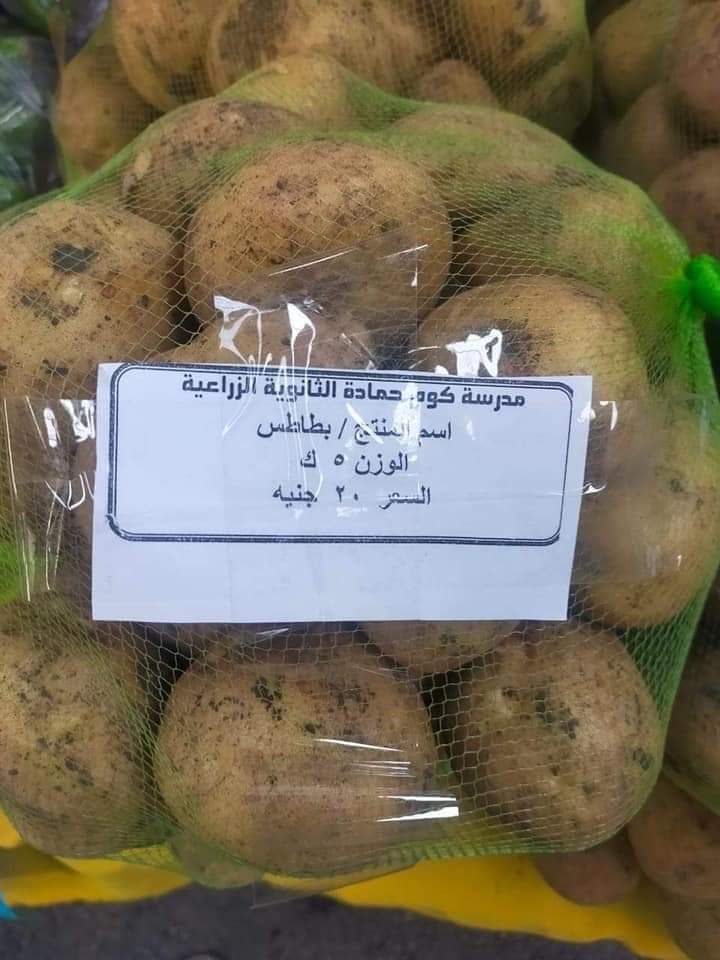 مدرسة كوم حمادة الثانوية الزراعية
اسم المنتج / بطاطس
الوزن ٥ ك
السعر ٢٠ جنيه